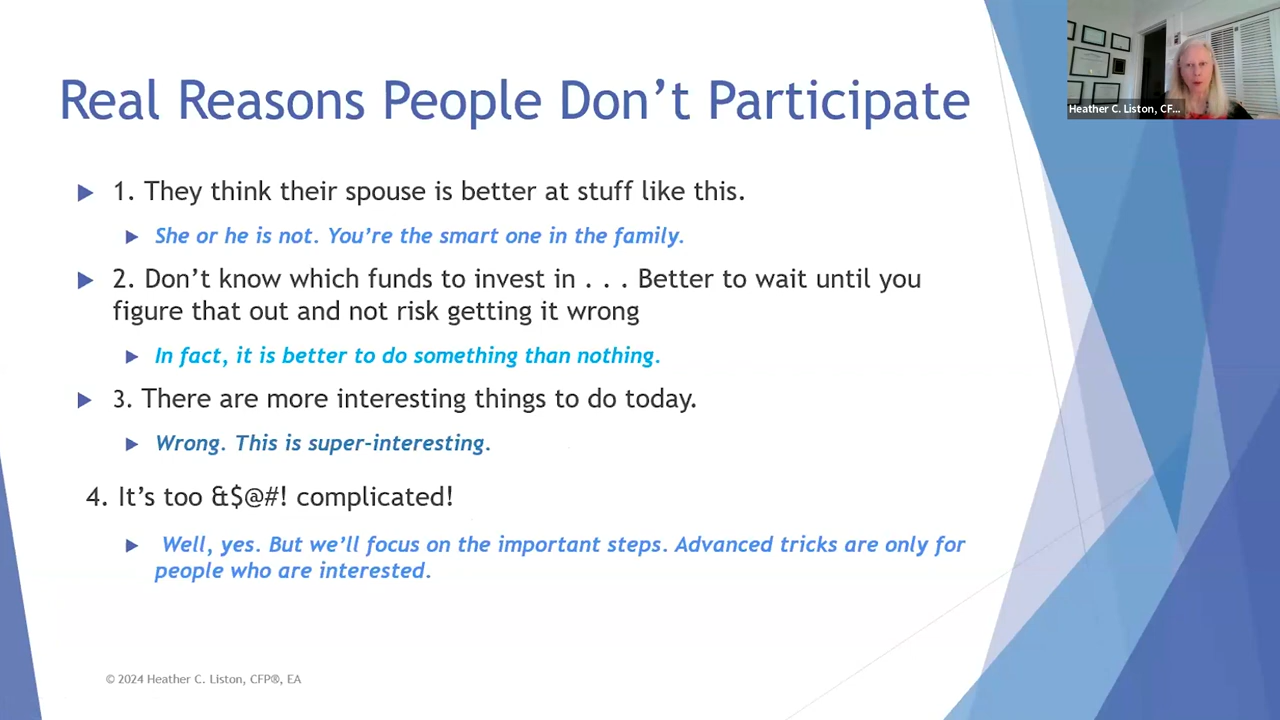 Real Reasons People Don't Participate
Heather C. Liston, CF...
1. They think their spouse is better at stuff like this.
She or he is not. You're the smart one in the family.
2. Don't know which funds to invest in . . . Better to wait until you
figure that out and not risk getting it wrong
In fact, it is better to do something than nothing.
3. There are more interesting things to do today.
Wrong. This is super-interesting.
4. It's too &$@#! complicated!
Well, yes. But we'll focus on the important steps. Advanced tricks are only for
people who are interested.
© 2024 Heather C. Liston, CFP®, EA